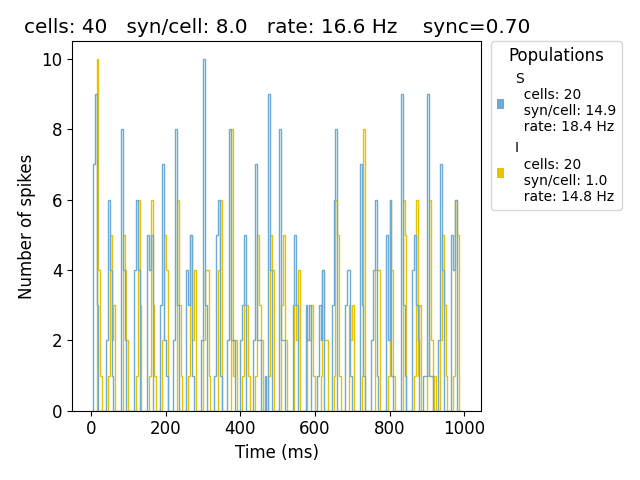 cells: 40   syn/cell: 8.0   rate: 16.6 Hz    sync=0.70
Populations
S
cells: 20
syn/cell: 14.9
rate: 18.4 Hz
I
cells: 20
syn/cell: 1.0
rate: 14.8 Hz
Number of spikes
10
8
6
4
2
0
0 200 400 600 800 1000
Time (ms)